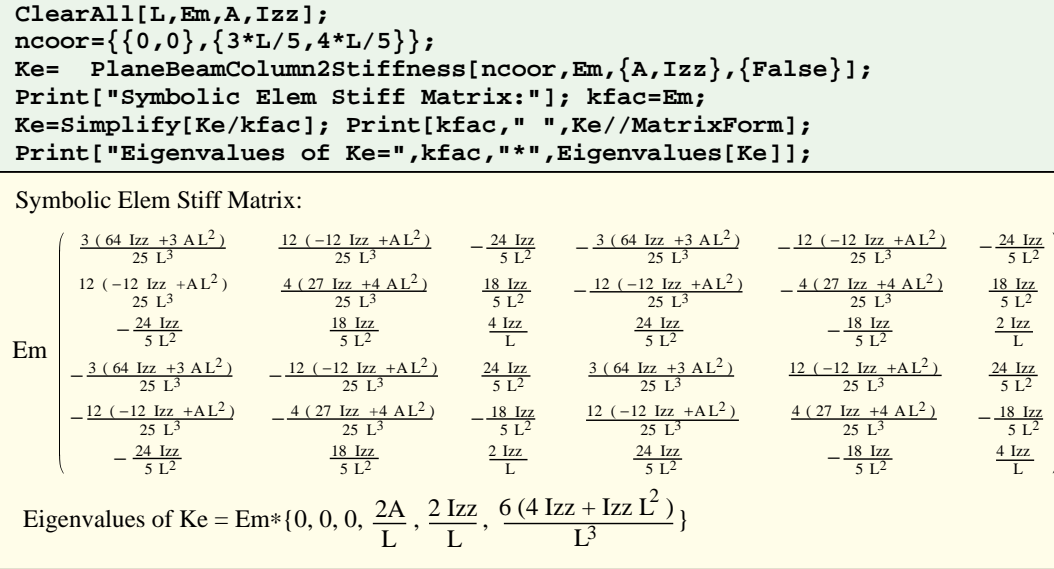 ClearAll[L,Em,A,Izz];
ncoor={{0,0},{3*L/5,4*L/5}};
Ke=  PlaneBeamColumn2Stiffness[ncoor,Em,{A,Izz},{False}];
Print["Symbolic Elem Stiff Matrix:"]; kfac=Em;
Ke=Simplify[Ke/kfac]; Print[kfac," ",Ke//MatrixForm];
Print["Eigenvalues of Ke=",kfac,"*",Eigenvalues[Ke]];
Symbolic Elem Stiff Matrix:
3 ( 64 Izz +3 A L^2 ) / 25 L^3   12 ( −12 Izz +A L^2 ) / 25 L^3   − 24 Izz / 5 L^2   − 3 ( 64 Izz +3 A L^2 ) / 25 L^3   − 12 ( −12 Izz +A L^2 ) / 25 L^3   − 24 Izz / 5 L^2
12 ( −12 Izz +A L^2 ) 25 L^3   4 ( 27 Izz +4 A L^2 ) / 25 L^3   18 Izz / 5 L^2   − 12 ( −12 Izz +A L^2 ) / 25 L^3   − 4 ( 27 Izz +4 A L^2 ) / 25 L^3   18 Izz / 5 L^2
− 24 Izz / 5 L^2   18 Izz / 5 L^2   4 Izz / L   24 Izz / 5 L^2   − 18 Izz / 5 L^2   2 Izz / L
Em
− 3 ( 64 Izz +3 A L^2 ) / 25 L^3   − 12 ( −12 Izz +A L^2 ) / 25 L^3   24 Izz / 5 L^2   3 ( 64 Izz +3 A L^2 ) / 25 L^3   12 ( −12 Izz +A L^2 ) / 25 L^3   24 Izz / 5 L^2
− 12 ( −12 Izz +A L^2 ) / 25 L^3   − 4 ( 27 Izz +4 A L^2 ) / 25 L^3   − 18 Izz / 5 L^2   12 ( −12 Izz +A L^2 ) / 25 L^3   4 ( 27 Izz +4 A L^2 ) / 25 L^3   − 18 Izz / 5 L^2
− 24 Izz / 5 L^2   18 Izz / 5 L^2   2 Izz / L   24 Izz / 5 L^2   − 18 Izz / 5 L^2   4 Izz / L
Eigenvalues of Ke = Em*{0, 0, 0, 2A / L , 2 Izz / L , 6 (4 Izz + Izz L^2 ) / L^3 }